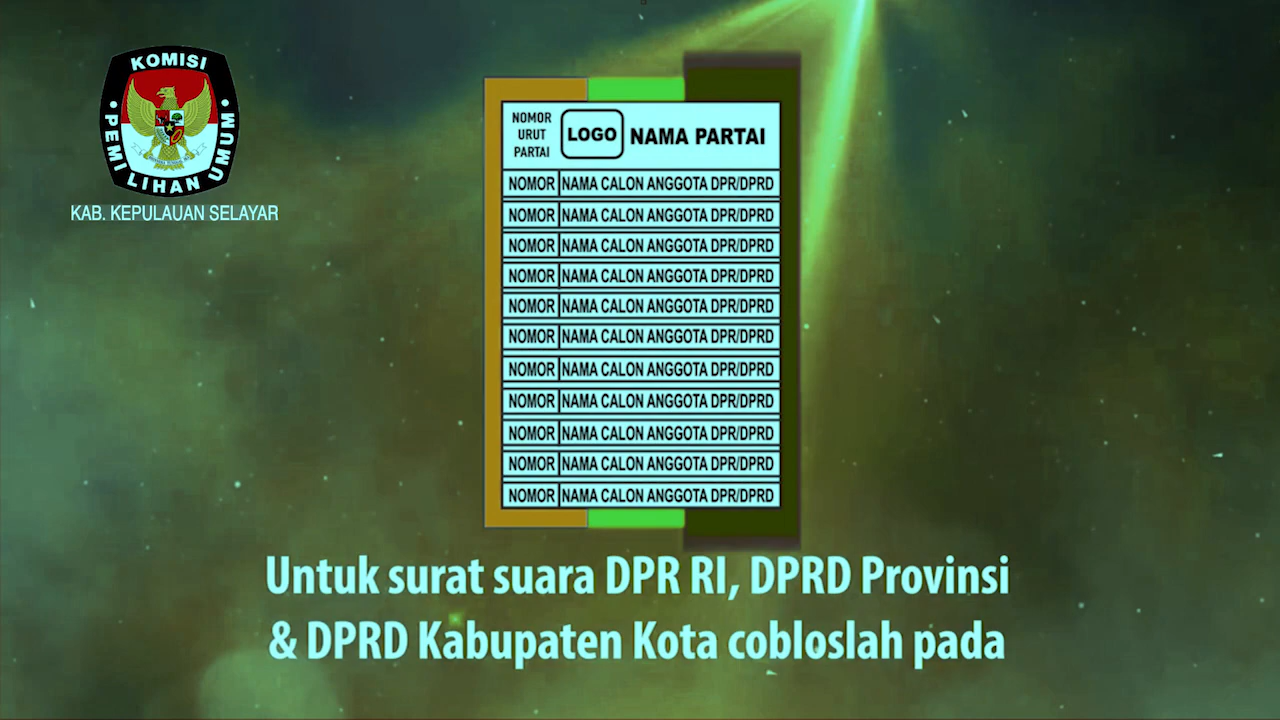 KOMISI
PEMILIHAN UMUM
KAB. KEPULAUAN SELAYAR
NOMOR
URUT
PARTAI
LOGO
NAMA PARTAI
NOMOR NAMA CALON ANGGOTA DPR/DPRD
NOMOR NAMA CALON ANGGOTA DPR/DPRD
NOMOR NAMA CALON ANGGOTA DPR/DPRD
NOMOR NAMA CALON ANGGOTA DPR/DPRD
NOMOR NAMA CALON ANGGOTA DPR/DPRD
NOMOR NAMA CALON ANGGOTA DPR/DPRD
NOMOR NAMA CALON ANGGOTA DPR/DPRD
NOMOR NAMA CALON ANGGOTA DPR/DPRD
NOMOR NAMA CALON ANGGOTA DPR/DPRD
NOMOR NAMA CALON ANGGOTA DPR/DPRD
NOMOR NAMA CALON ANGGOTA DPR/DPRD
Untuk surat suara DPR RI, DPRD Provinsi
& DPRD Kabupaten Kota cobloslah pada